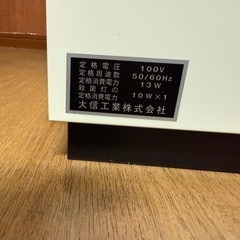 定格電圧 100V
定格周波数 50/60Hz
定格消費電力 13W
殺菌灯の
定格消費電力 10W×1
大信工業株式会社